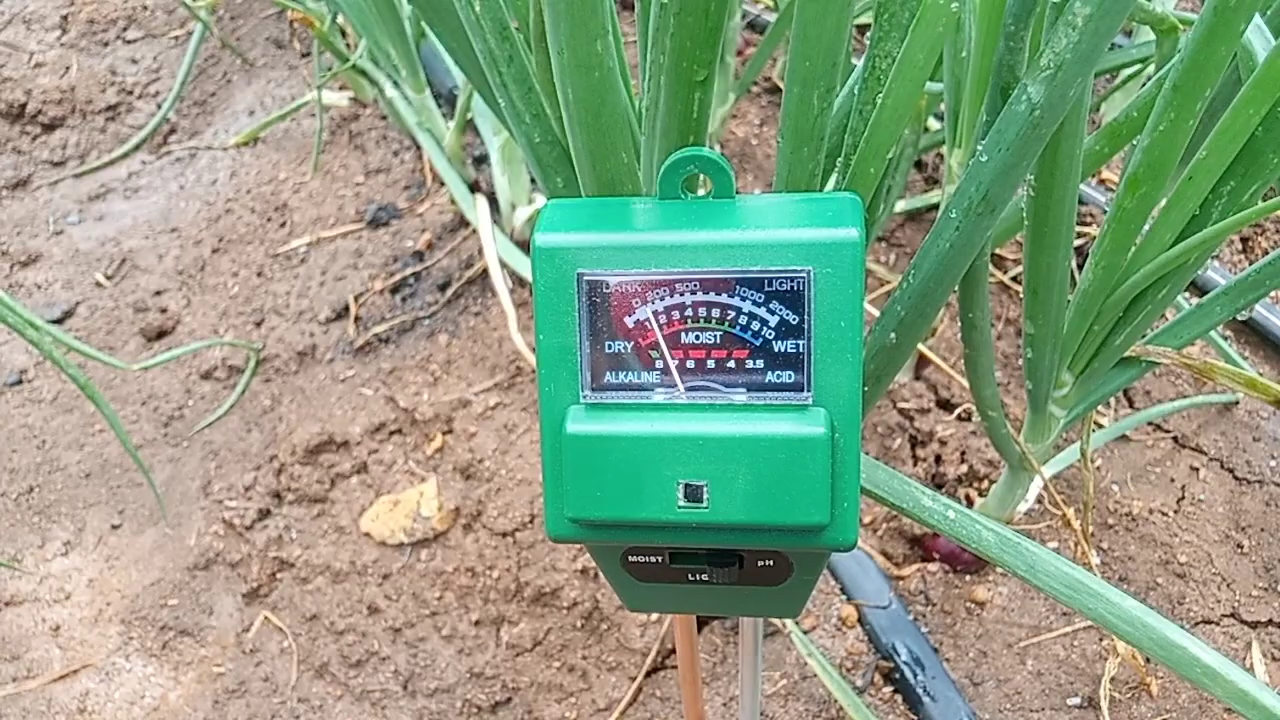 DARK LIGHT
0 200 500 1000 2000
1 2 3 4 5 6 7 8 9 10
DRY MOIST WET
8 7 6 5 4 3.5
ALKALINE ACID
MOIST pH